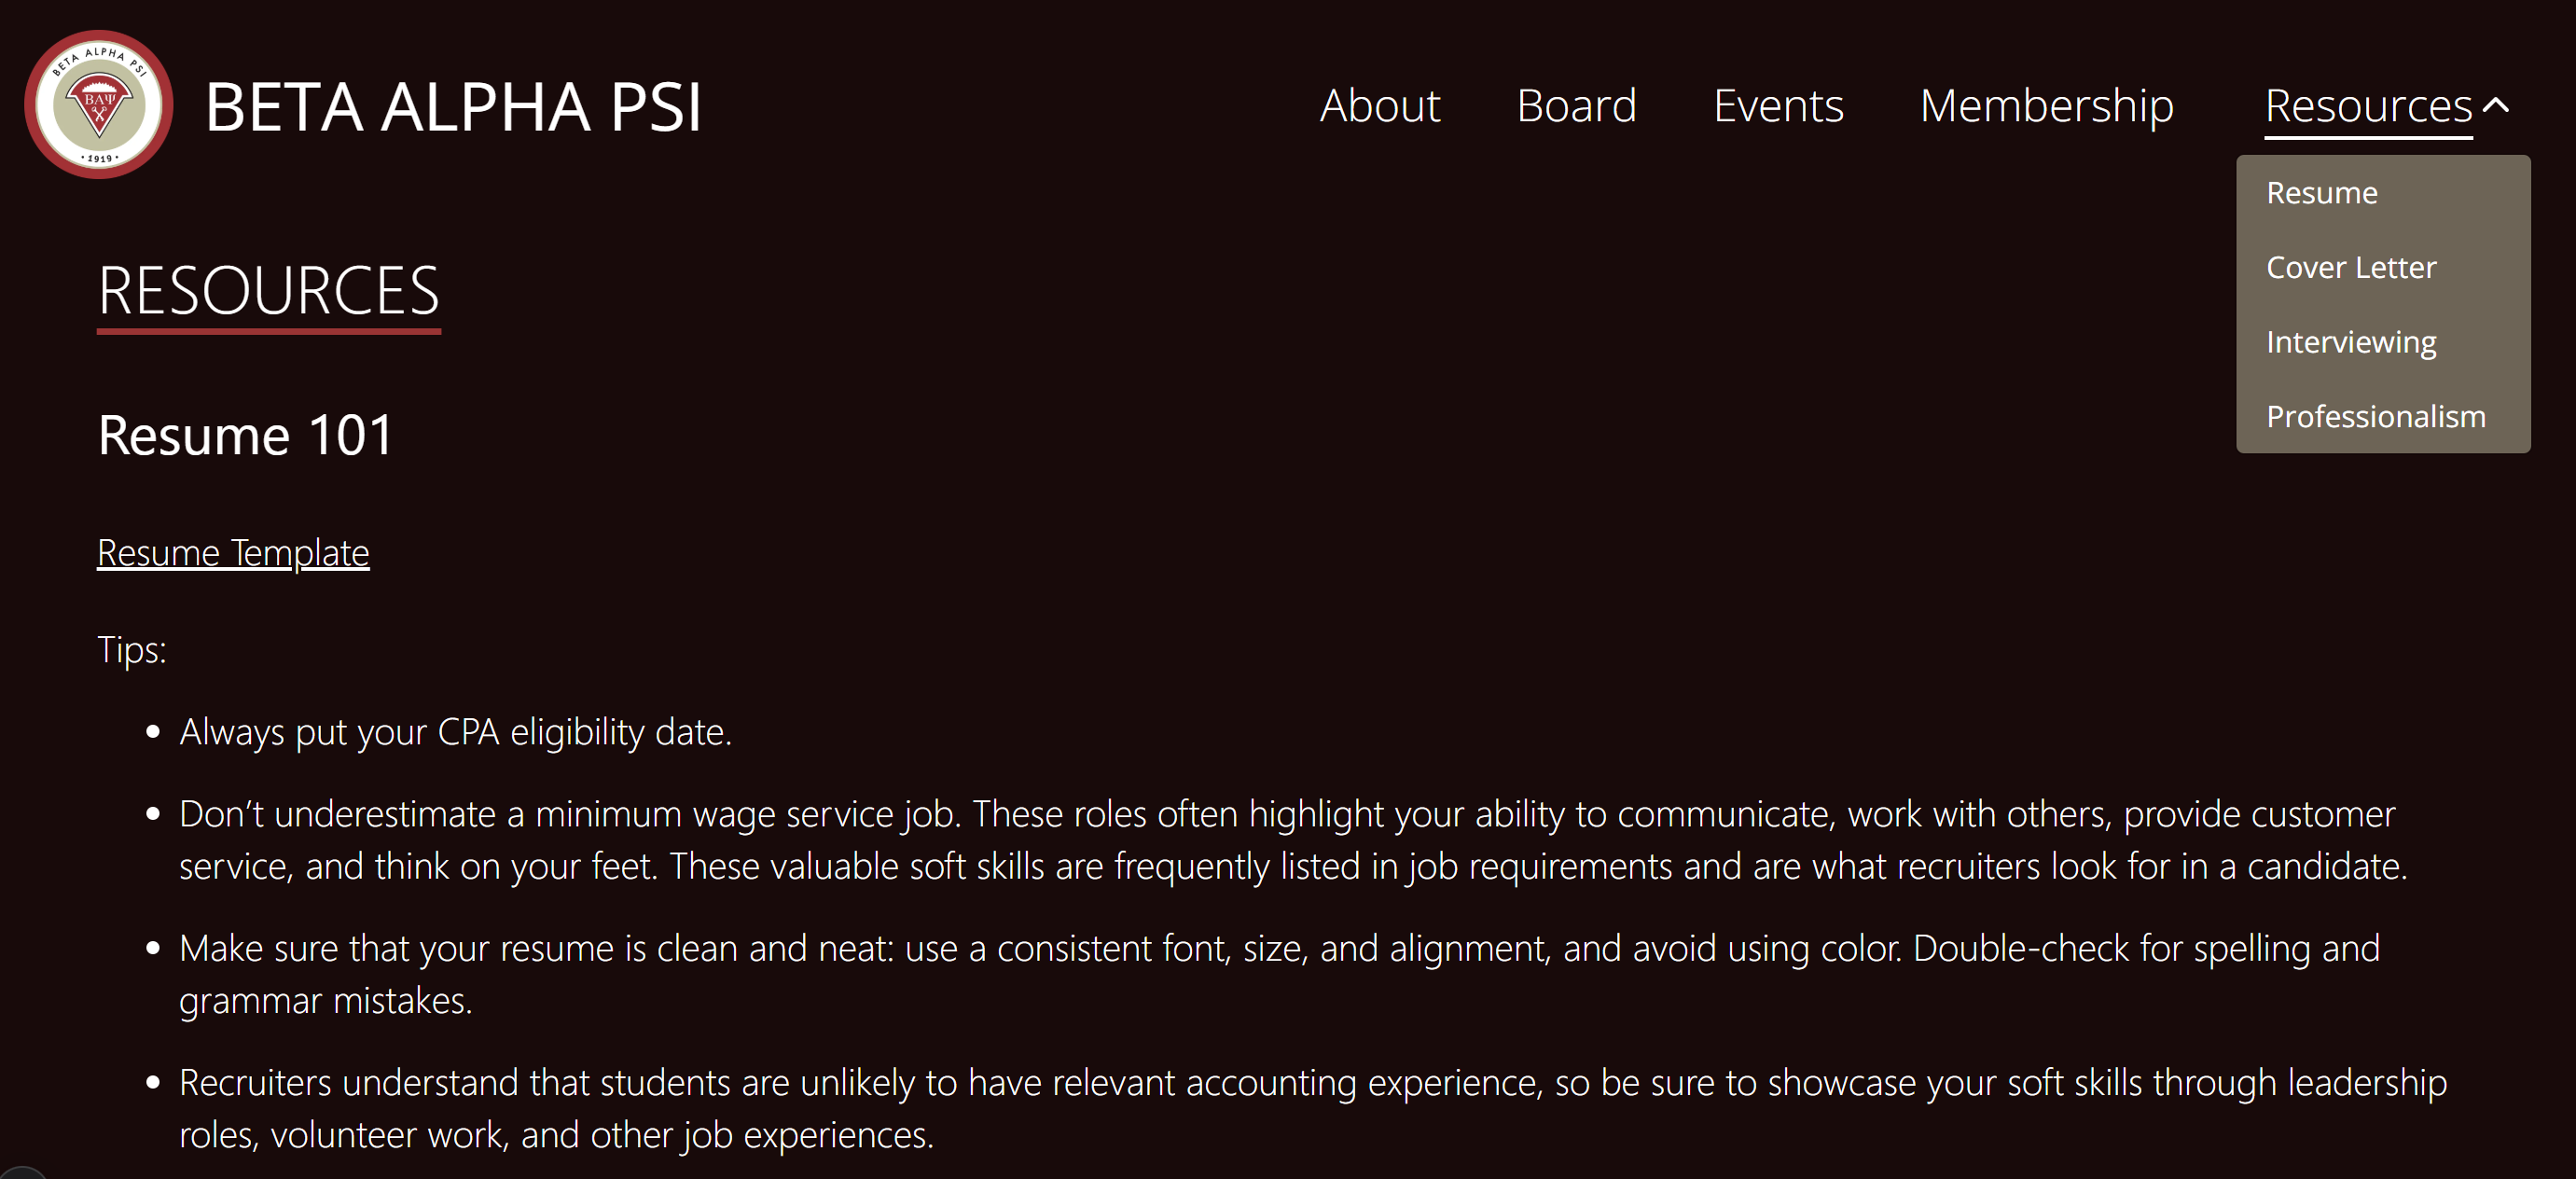 BETA ALPHA PSI
ΒΑΨ
• 1919 •
BETA ALPHA PSI
About
Board
Events
Membership
Resources
Resume
Cover Letter
Interviewing
Professionalism
RESOURCES
Resume 101
Resume Template
Tips:
• Always put your CPA eligibility date.
• Don’t underestimate a minimum wage service job. These roles often highlight your ability to communicate, work with others, provide customer
service, and think on your feet. These valuable soft skills are frequently listed in job requirements and are what recruiters look for in a candidate.
• Make sure that your resume is clean and neat: use a consistent font, size, and alignment, and avoid using color. Double-check for spelling and
grammar mistakes.
• Recruiters understand that students are unlikely to have relevant accounting experience, so be sure to showcase your soft skills through leadership
roles, volunteer work, and other job experiences.